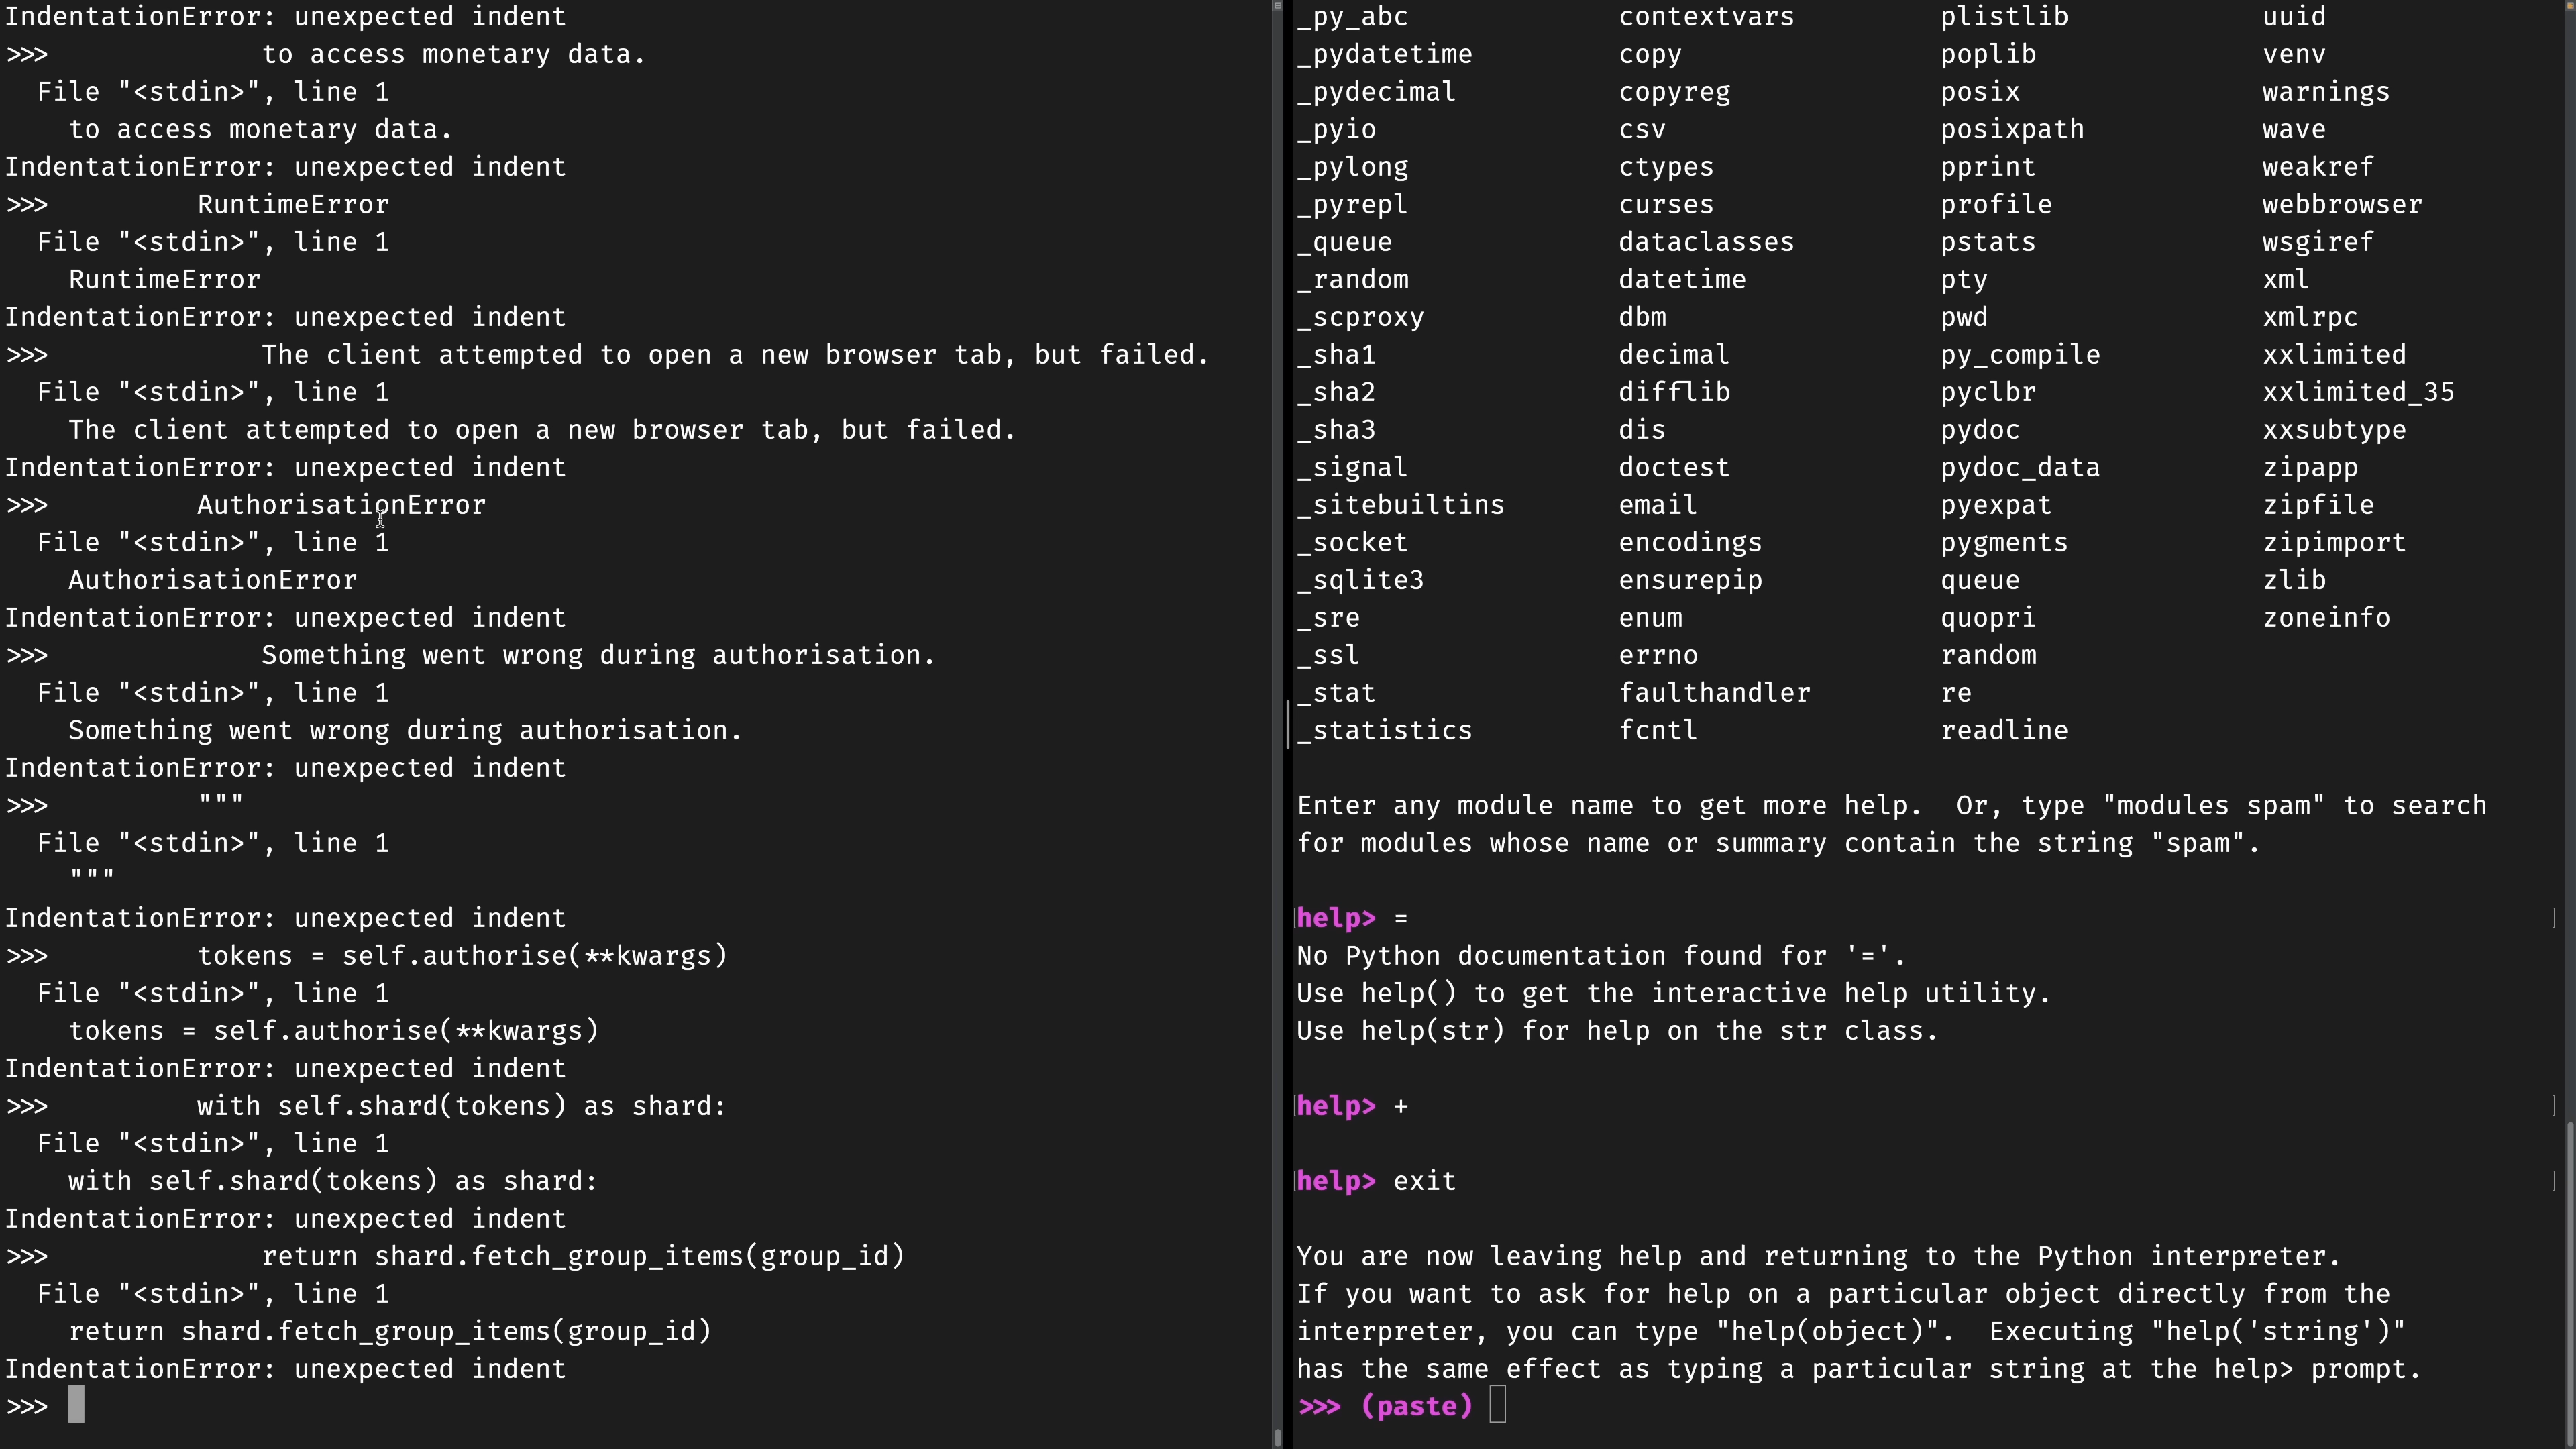 IndentationError: unexpected indent
>>>             to access monetary data.
  File "<stdin>", line 1
    to access monetary data.
IndentationError: unexpected indent
>>>         RuntimeError
  File "<stdin>", line 1
    RuntimeError
IndentationError: unexpected indent
>>>             The client attempted to open a new browser tab, but failed.
  File "<stdin>", line 1
    The client attempted to open a new browser tab, but failed.
IndentationError: unexpected indent
>>>         AuthorisationError
  File "<stdin>", line 1
    AuthorisationError
IndentationError: unexpected indent
>>>             Something went wrong during authorisation.
  File "<stdin>", line 1
    Something went wrong during authorisation.
IndentationError: unexpected indent
>>>         """
  File "<stdin>", line 1
    """
IndentationError: unexpected indent
>>>         tokens = self.authorise(**kwargs)
  File "<stdin>", line 1
    tokens = self.authorise(**kwargs)
IndentationError: unexpected indent
>>>         with self.shard(tokens) as shard:
  File "<stdin>", line 1
    with self.shard(tokens) as shard:
IndentationError: unexpected indent
>>>             return shard.fetch_group_items(group_id)
  File "<stdin>", line 1
    return shard.fetch_group_items(group_id)
IndentationError: unexpected indent
>>>
_py_abc             contextvars         plistlib            uuid
_pydatetime         copy                poplib              venv
_pydecimal          copyreg             posix               warnings
_pyio               csv                 posixpath           wave
_pylong             ctypes              pprint              weakref
_pyrepl             curses              profile             webbrowser
_queue              dataclasses         pstats              wsgiref
_random             datetime            pty                 xml
_scproxy            dbm                 pwd                 xmlrpc
_sha1               decimal             py_compile          xxlimited
_sha2               difflib             pyclbr              xxlimited_35
_sha3               dis                 pydoc               xxsubtype
_signal             doctest             pydoc_data          zipapp
_sitebuiltins       email               pyexpat             zipfile
_socket             encodings           pygments            zipimport
_sqlite3            ensurepip           queue               zlib
_sre                enum                quopri              zoneinfo
_ssl                errno               random
_stat               faulthandler        re
_statistics         fcntl               readline
Enter any module name to get more help.  Or, type "modules spam" to search
for modules whose name or summary contain the string "spam".
help> =
No Python documentation found for '='.
Use help() to get the interactive help utility.
Use help(str) for help on the str class.
help> +
help> exit
You are now leaving help and returning to the Python interpreter.
If you want to ask for help on a particular object directly from the
interpreter, you can type "help(object)".  Executing "help('string')"
has the same effect as typing a particular string at the help> prompt.
>>> (paste)